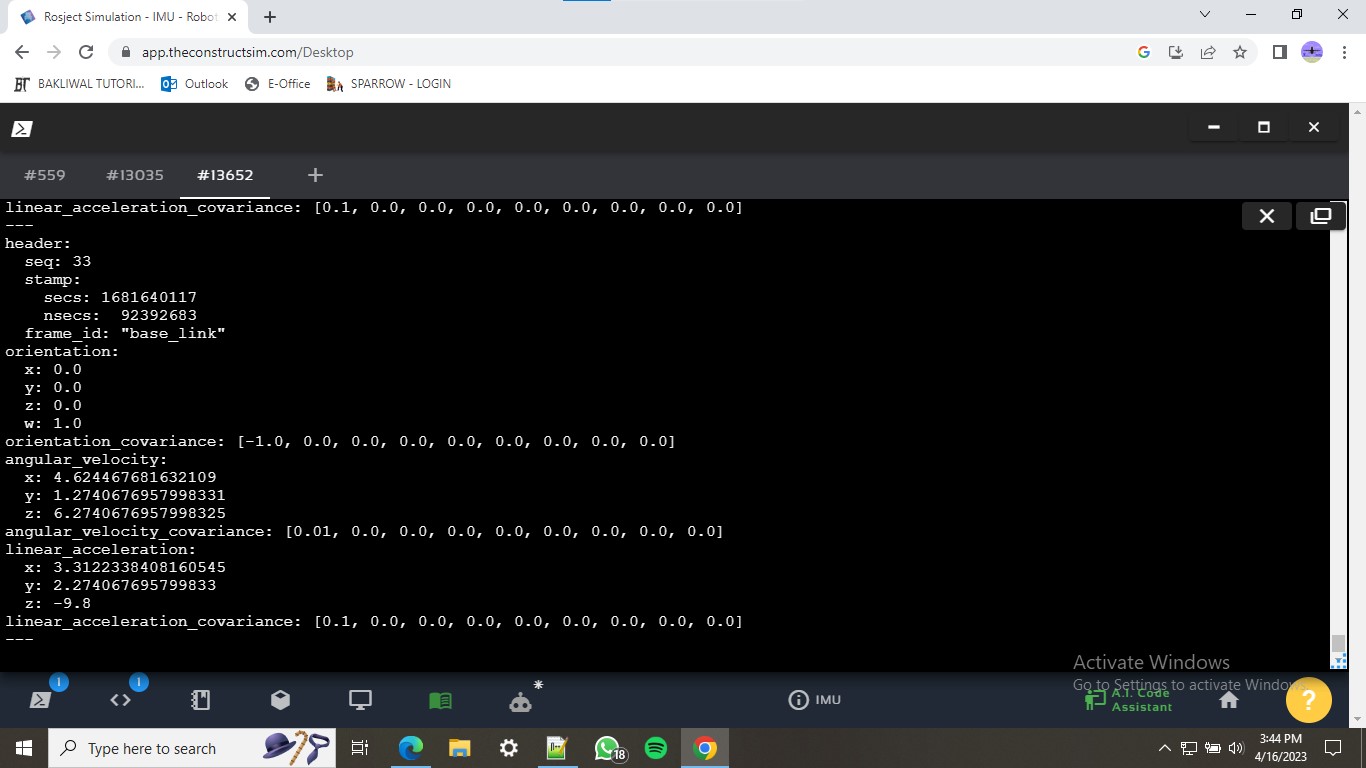 Rosject Simulation - IMU - Robot
app.theconstructsim.com/Desktop
BAKLIWAL TUTORI... Outlook E-Office SPARROW - LOGIN
#559 #13035 #13652 +
linear_acceleration_covariance: [0.1, 0.0, 0.0, 0.0, 0.0, 0.0, 0.0, 0.0, 0.0]
---
header:
  seq: 33
  stamp:
    secs: 1681640117
    nsecs:  92392683
  frame_id: "base_link"
orientation:
  x: 0.0
  y: 0.0
  z: 0.0
  w: 1.0
orientation_covariance: [-1.0, 0.0, 0.0, 0.0, 0.0, 0.0, 0.0, 0.0, 0.0]
angular_velocity:
  x: 4.624467681632109
  y: 1.2740676957998331
  z: 6.2740676957998325
angular_velocity_covariance: [0.01, 0.0, 0.0, 0.0, 0.0, 0.0, 0.0, 0.0, 0.0]
linear_acceleration:
  x: 3.3122338408160545
  y: 2.274067695799833
  z: -9.8
linear_acceleration_covariance: [0.1, 0.0, 0.0, 0.0, 0.0, 0.0, 0.0, 0.0, 0.0]
---
Activate Windows
Go to Settings to activate Windows.
IMU
A.I. Code
Assistant
?
Type here to search
18
3:44 PM
4/16/2023